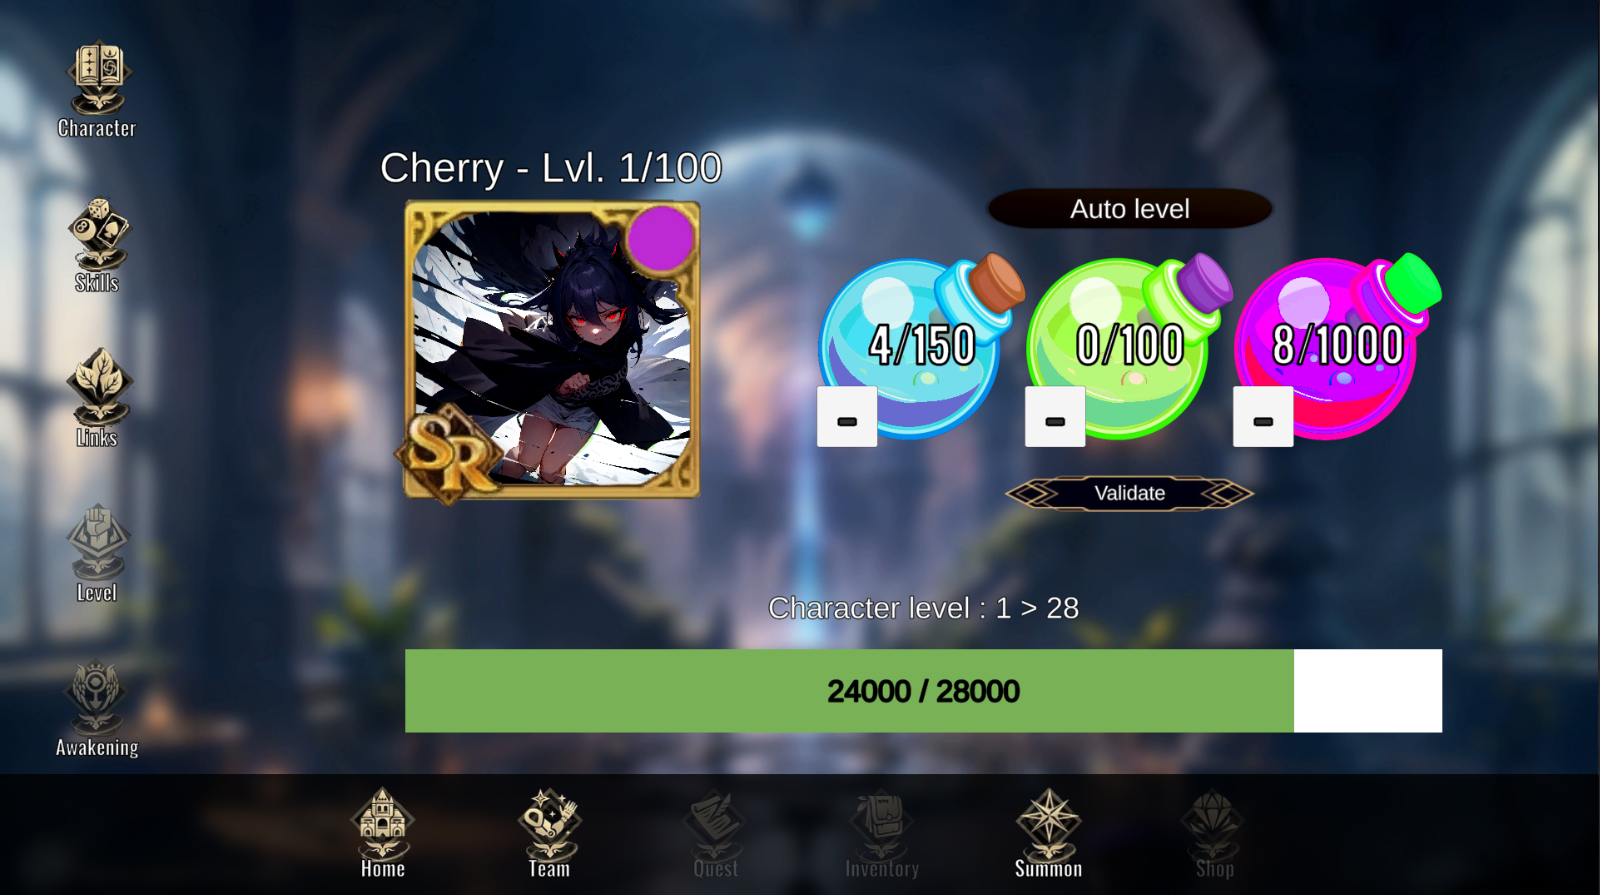 Character
Skills
Links
Level
Awakening
Cherry - Lvl. 1/100
SR
Auto level
4/150
0/100
8/1000
-
-
-
Validate
Character level : 1 > 28
24000 / 28000
Home
Team
Quest
Inventory
Summon
Shop